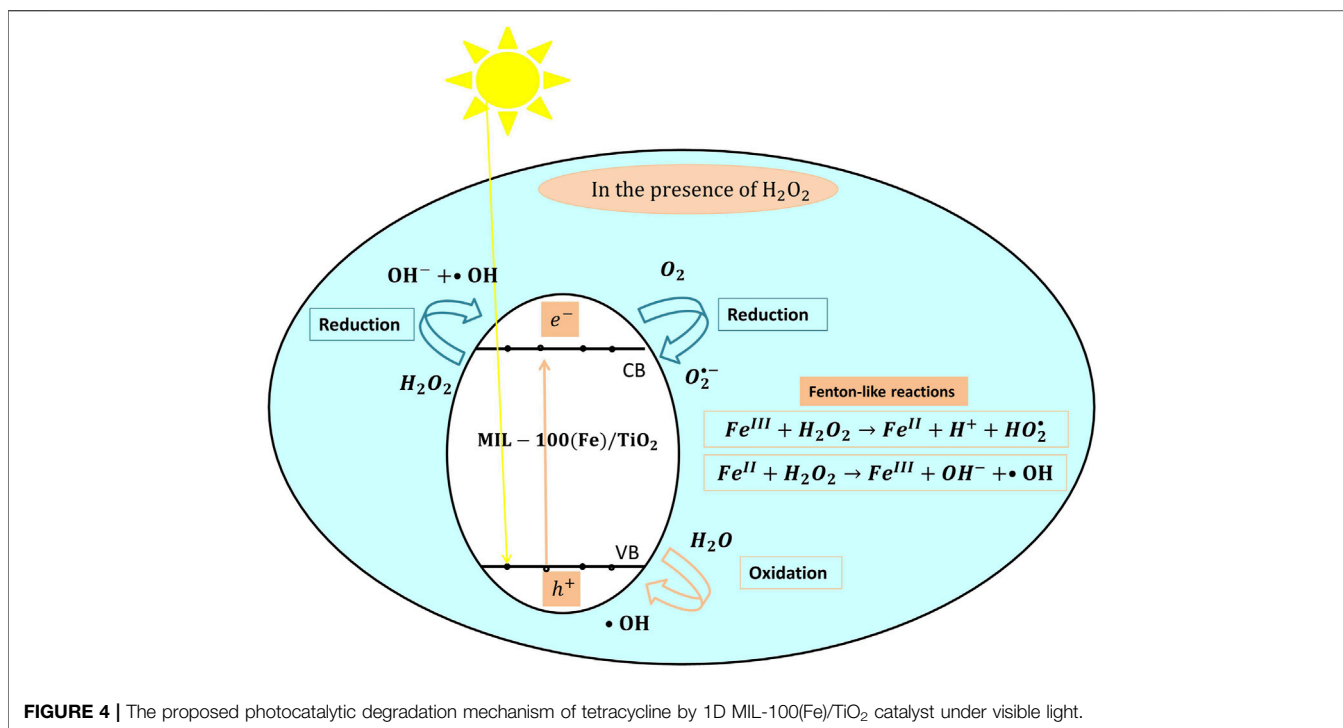 In the presence of H₂O₂
OH⁻ + • OH
O₂
Reduction
e⁻
Reduction
H₂O₂
CB
O₂•⁻
Fenton-like reactions
Feᴵᴵᴵ + H₂O₂ → Feᴵᴵ + H⁺ + HO₂•
MIL − 100(Fe)/TiO₂
Feᴵᴵ + H₂O₂ → Feᴵᴵᴵ + OH⁻ + • OH
VB
H₂O
h⁺
Oxidation
• OH
FIGURE 4 | The proposed photocatalytic degradation mechanism of tetracycline by 1D MIL-100(Fe)/TiO₂ catalyst under visible light.